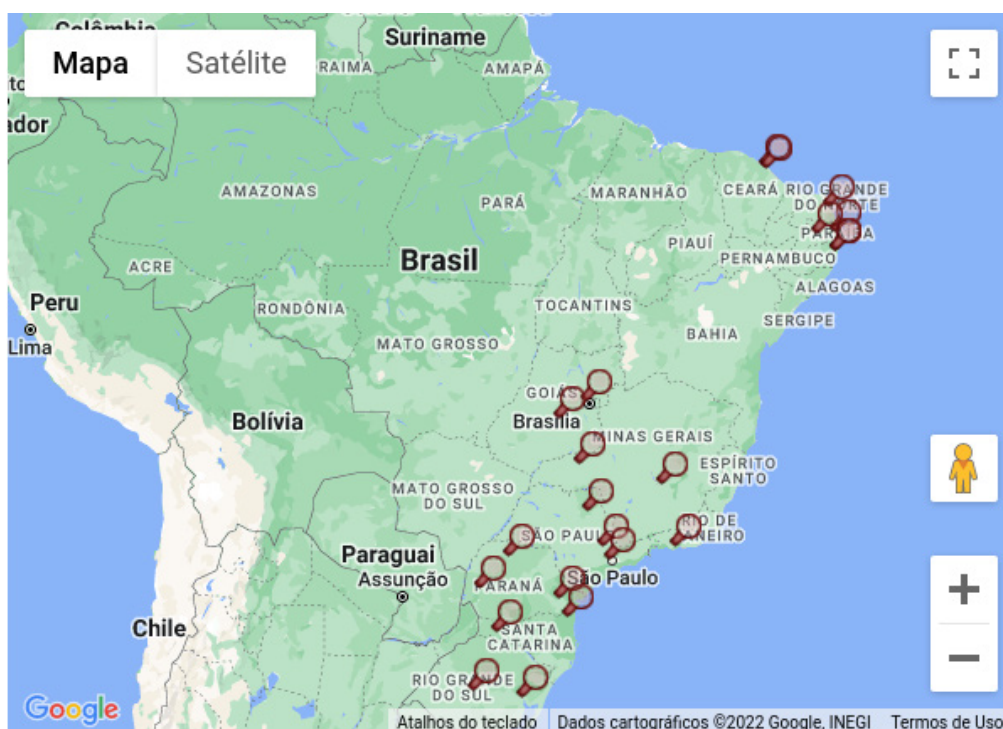 Colômbia
Suriname
Mapa
Satélite
RAIMA
AMAPÁ
ador
AMAZONAS
PARÁ
MARANHÃO
CEARÁ
RIO GRANDE
DO NORTE
PARAÍBA
PIAUÍ
PERNAMBUCO
ACRE
Brasil
ALAGOAS
Peru
RONDÔNIA
TOCANTINS
SERGIPE
Lima
MATO GROSSO
BAHIA
GOIÁS
Brasília
Bolívia
MINAS GERAIS
ESPÍRITO
SANTO
MATO GROSSO
DO SUL
SÃO PAUL
RIO DE
JANEIRO
Paraguai
Assunção
PARANÁ
São Paulo
Chile
SANTA
CATARINA
RIO GRANDE
DO SUL
Google
Atalhos do teclado
Dados cartográficos ©2022 Google, INEGI
Termos de Uso